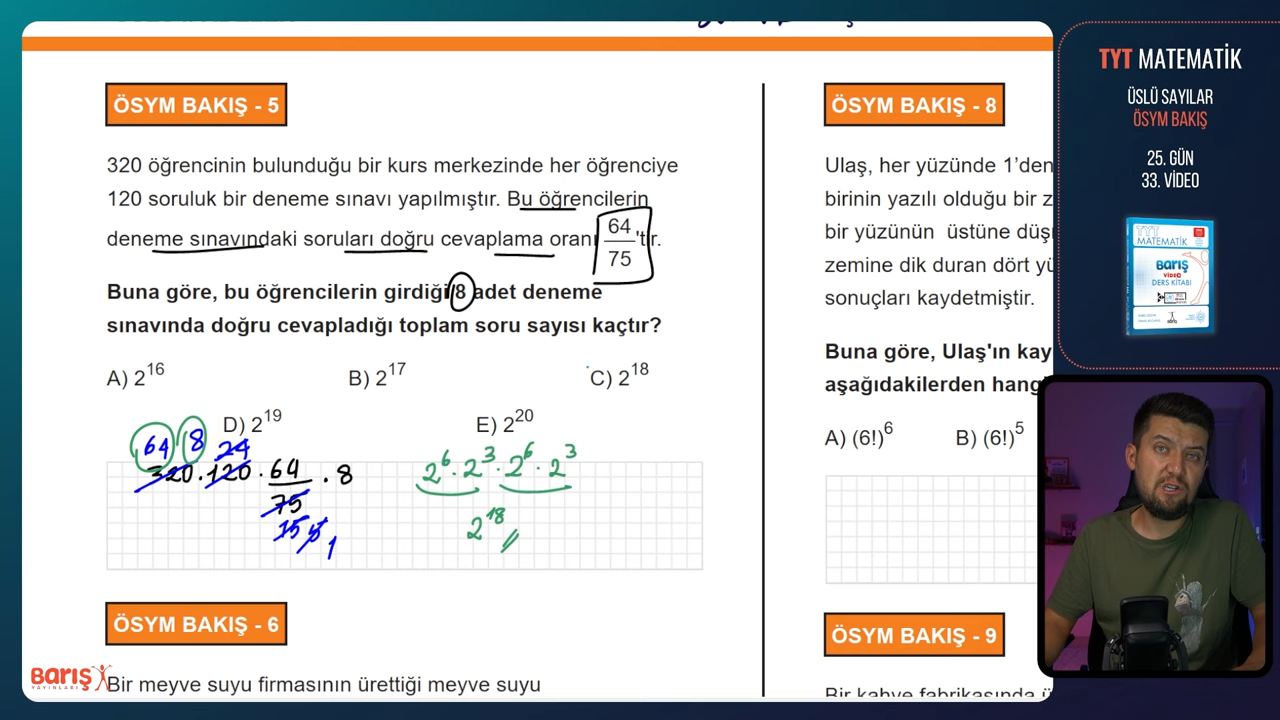 ÖSYM BAKIŞ - 5
320 öğrencinin bulunduğu bir kurs merkezinde her öğrenciye
120 soruluk bir deneme sınavı yapılmıştır. Bu öğrencilerin
deneme sınavındaki soruları doğru cevaplama oranı 64/75'tir.
Buna göre, bu öğrencilerin girdiği 8 adet deneme
sınavında doğru cevapladığı toplam soru sayısı kaçtır?
A) 2^16 B) 2^17 C) 2^18
D) 2^19 E) 2^20
64 8 24
320 . 120 . 64/75 . 8
15 5 1
2^6 . 2^3 . 2^6 . 2^3
2^18
ÖSYM BAKIŞ - 6
Bir meyve suyu firmasının ürettiği meyve suyu
BARIŞ
YAYINLARI
ÖSYM BAKIŞ - 8
Ulaş, her yüzünde 1'den
birinin yazılı olduğu bir z
bir yüzünün üstüne düş
zemine dik duran dört yü
sonuçları kaydetmiştir.
Buna göre, Ulaş'ın kay
aşağıdakilerden hang
A) (6!)^6 B) (6!)^5
ÖSYM BAKIŞ - 9
Bir kahve fabrikasında ü
TYT MATEMATİK
ÜSLÜ SAYILAR
ÖSYM BAKIŞ
25. GÜN
33. VİDEO
TYT
MATEMATİK
BARIŞ
VİDEO
DERS KİTABI